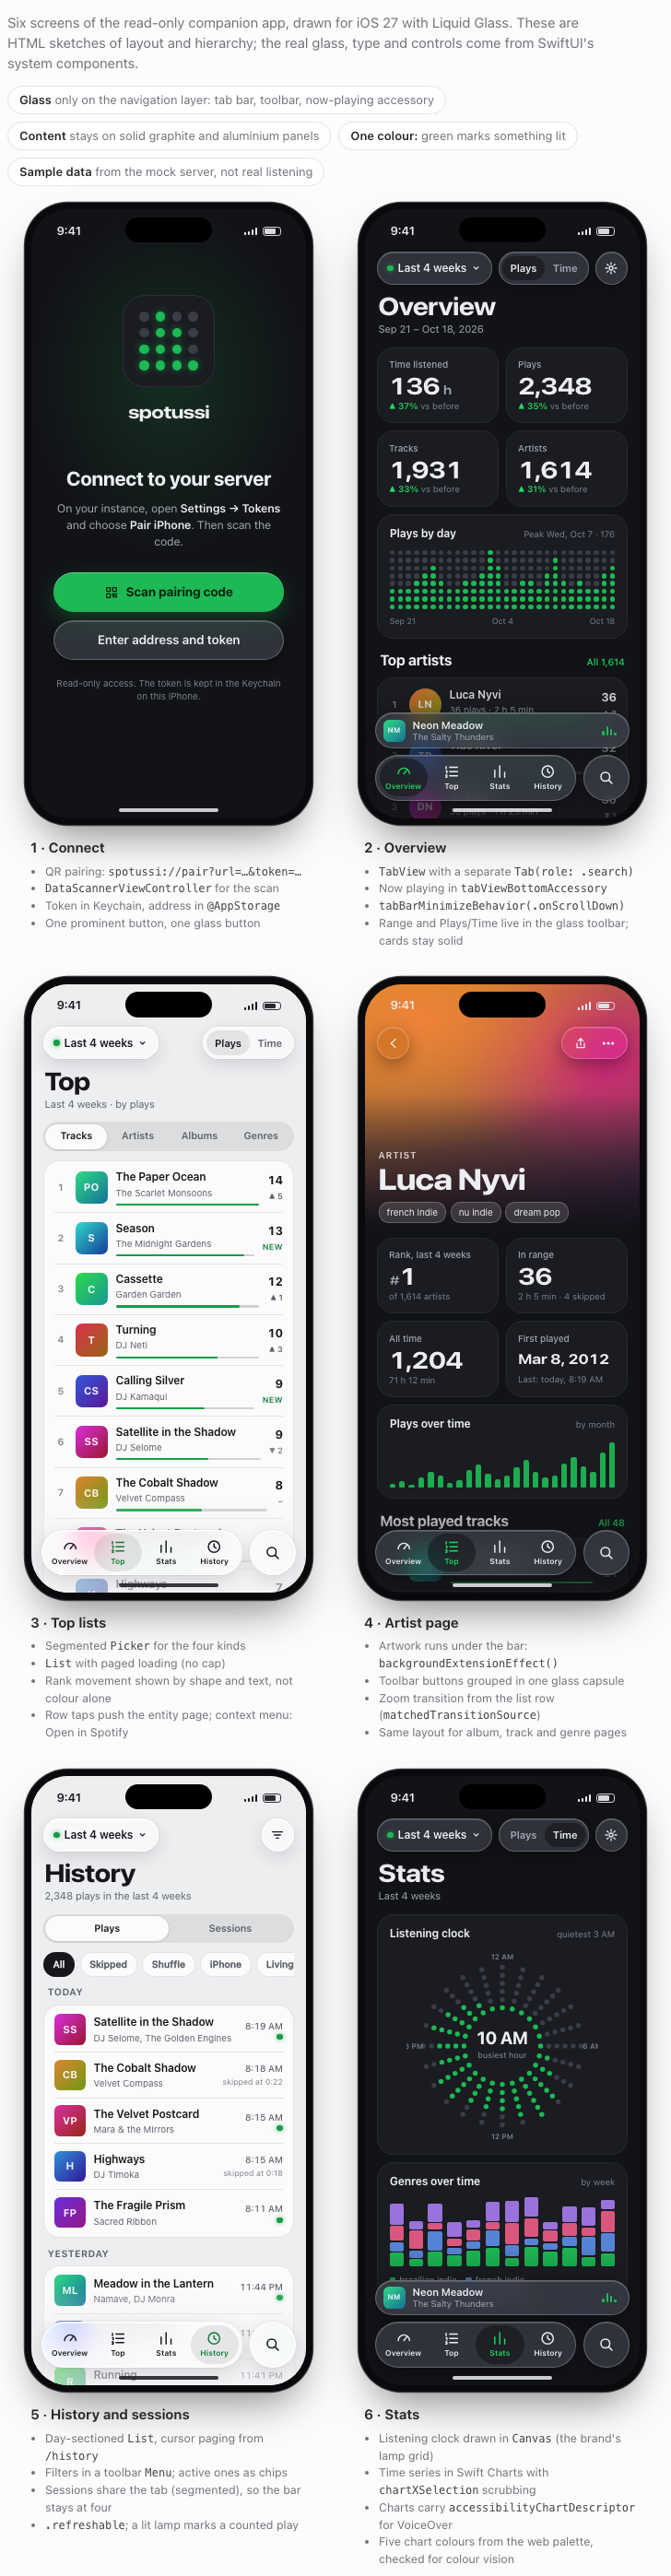 Six screens of the read-only companion app, drawn for iOS 27 with Liquid Glass. These are
HTML sketches of layout and hierarchy; the real glass, type and controls come from SwiftUI's
system components.
Glass only on the navigation layer: tab bar, toolbar, now-playing accessory
Content stays on solid graphite and aluminium panels
One colour: green marks something lit
Sample data from the mock server, not real listening
9:41
spotussi
Connect to your server
On your instance, open Settings → Tokens
and choose Pair iPhone. Then scan the
code.
Scan pairing code
Enter address and token
Read-only access. The token is kept in the Keychain
on this iPhone.
9:41
Last 4 weeks
Plays Time
Overview
Sep 21 – Oct 18, 2026
Time listened
136 h
▲ 37% vs before
Plays
2,348
▲ 35% vs before
Tracks
1,931
▲ 33% vs before
Artists
1,614
▲ 31% vs before
Plays by day
Peak Wed, Oct 7 · 176
Sep 21 Oct 4 Oct 18
Top artists
All 1,614
1 LN Luca Nyvi 36
36 plays · 2 h 5 min
NM Neon Meadow
The Salty Thunders
3 DN
Overview Top Stats History
1 · Connect
• QR pairing: spotussi://pair?url=…&token=…
• DataScannerViewController for the scan
• Token in Keychain, address in @AppStorage
• One prominent button, one glass button
2 · Overview
• TabView with a separate Tab(role: .search)
• Now playing in tabViewBottomAccessory
• tabBarMinimizeBehavior(.onScrollDown)
• Range and Plays/Time live in the glass toolbar;
cards stay solid
9:41
Last 4 weeks
Plays Time
Top
Last 4 weeks · by plays
Tracks Artists Albums Genres
1 PO The Paper Ocean 14
The Scarlet Monsoons ▲ 5
2 S Season 13
The Midnight Gardens NEW
3 C Cassette 12
Garden Garden ▲ 1
4 T Turning 10
DJ Neti ▲ 3
5 CS Calling Silver 9
DJ Kamaqui NEW
6 SS Satellite in the Shadow 9
DJ Selome ▼ 2
7 CB The Cobalt Shadow 8
Velvet Compass –
Overview Top Stats History
H Highways 7
9:41
ARTIST
Luca Nyvi
french indie nu indie dream pop
Rank, last 4 weeks
#1
of 1,614 artists
In range
36
2 h 5 min · 4 skipped
All time
1,204
71 h 12 min
First played
Mar 8, 2012
Last: today, 8:19 AM
Plays over time
by month
Most played tracks
All 48
Overview Top Stats History
3 · Top lists
• Segmented Picker for the four kinds
• List with paged loading (no cap)
• Rank movement shown by shape and text, not
colour alone
• Row taps push the entity page; context menu:
Open in Spotify
4 · Artist page
• Artwork runs under the bar:
backgroundExtensionEffect()
• Toolbar buttons grouped in one glass capsule
• Zoom transition from the list row
(matchedTransitionSource)
• Same layout for album, track and genre pages
9:41
Last 4 weeks
History
2,348 plays in the last 4 weeks
Plays Sessions
All Skipped Shuffle iPhone Living
TODAY
SS Satellite in the Shadow 8:19 AM
DJ Selome, The Golden Engines
CB The Cobalt Shadow 8:18 AM
Velvet Compass skipped at 0:22
VP The Velvet Postcard 8:15 AM
Mara & the Mirrors
H Highways 8:15 AM
DJ Timoka skipped at 0:18
FP The Fragile Prism 8:11 AM
Sacred Ribbon
YESTERDAY
ML Meadow in the Lantern 11:44 PM
Namave, DJ Monra
Overview Top Stats History
R Running 11:41 PM
9:41
Last 4 weeks
Plays Time
Stats
Last 4 weeks
Listening clock
quietest 3 AM
12 AM
10 AM
busiest hour
PM
6 AM
12 PM
Genres over time
by week
brazilian indie french indie
NM Neon Meadow
The Salty Thunders
Overview Top Stats History
5 · History and sessions
• Day-sectioned List, cursor paging from
/history
• Filters in a toolbar Menu; active ones as chips
• Sessions share the tab (segmented), so the bar
stays at four
• .refreshable; a lit lamp marks a counted play
6 · Stats
• Listening clock drawn in Canvas (the brand's
lamp grid)
• Time series in Swift Charts with
chartXSelection scrubbing
• Charts carry accessibilityChartDescriptor
for VoiceOver
• Five chart colours from the web palette,
checked for colour vision